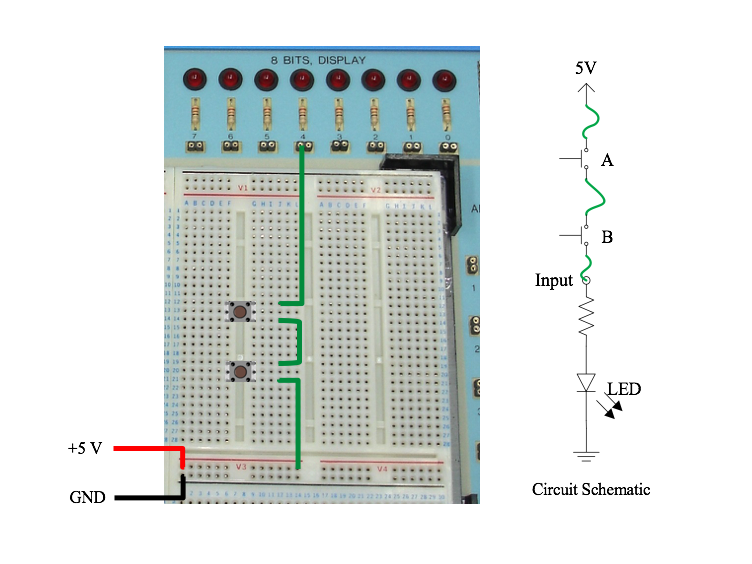 8 BITS, DISPLAY
7 6 5 4 3 2 1 0
V1 V2
5V
A
B
Input
LED
+5 V
V3 V4
GND
Circuit Schematic